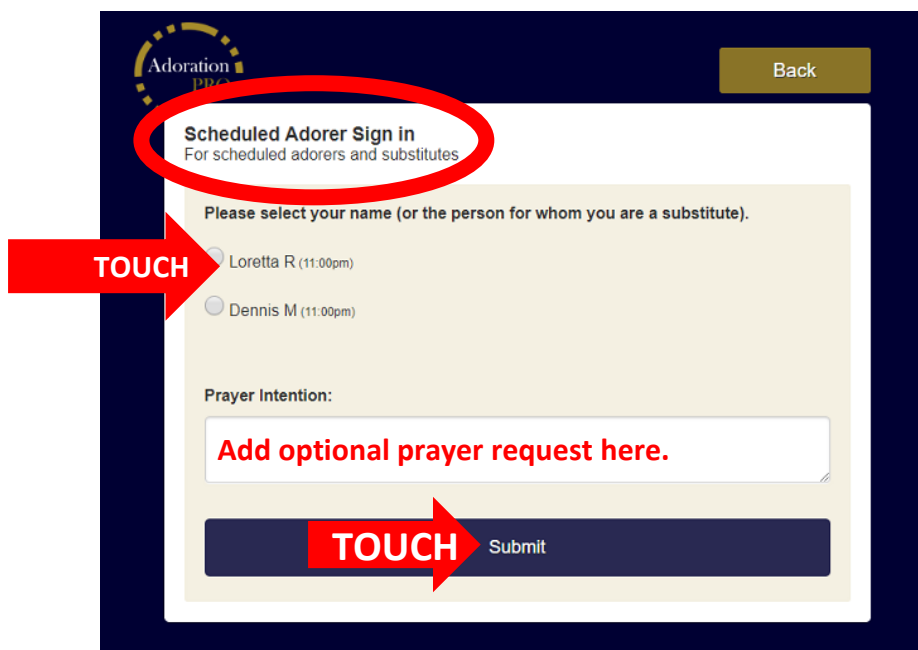 Adoration
PRO
Back
Scheduled Adorer Sign in
For scheduled adorers and substitutes
Please select your name (or the person for whom you are a substitute).
TOUCH
Loretta R (11:00pm)
Dennis M (11:00pm)
Prayer Intention:
Add optional prayer request here.
TOUCH
Submit